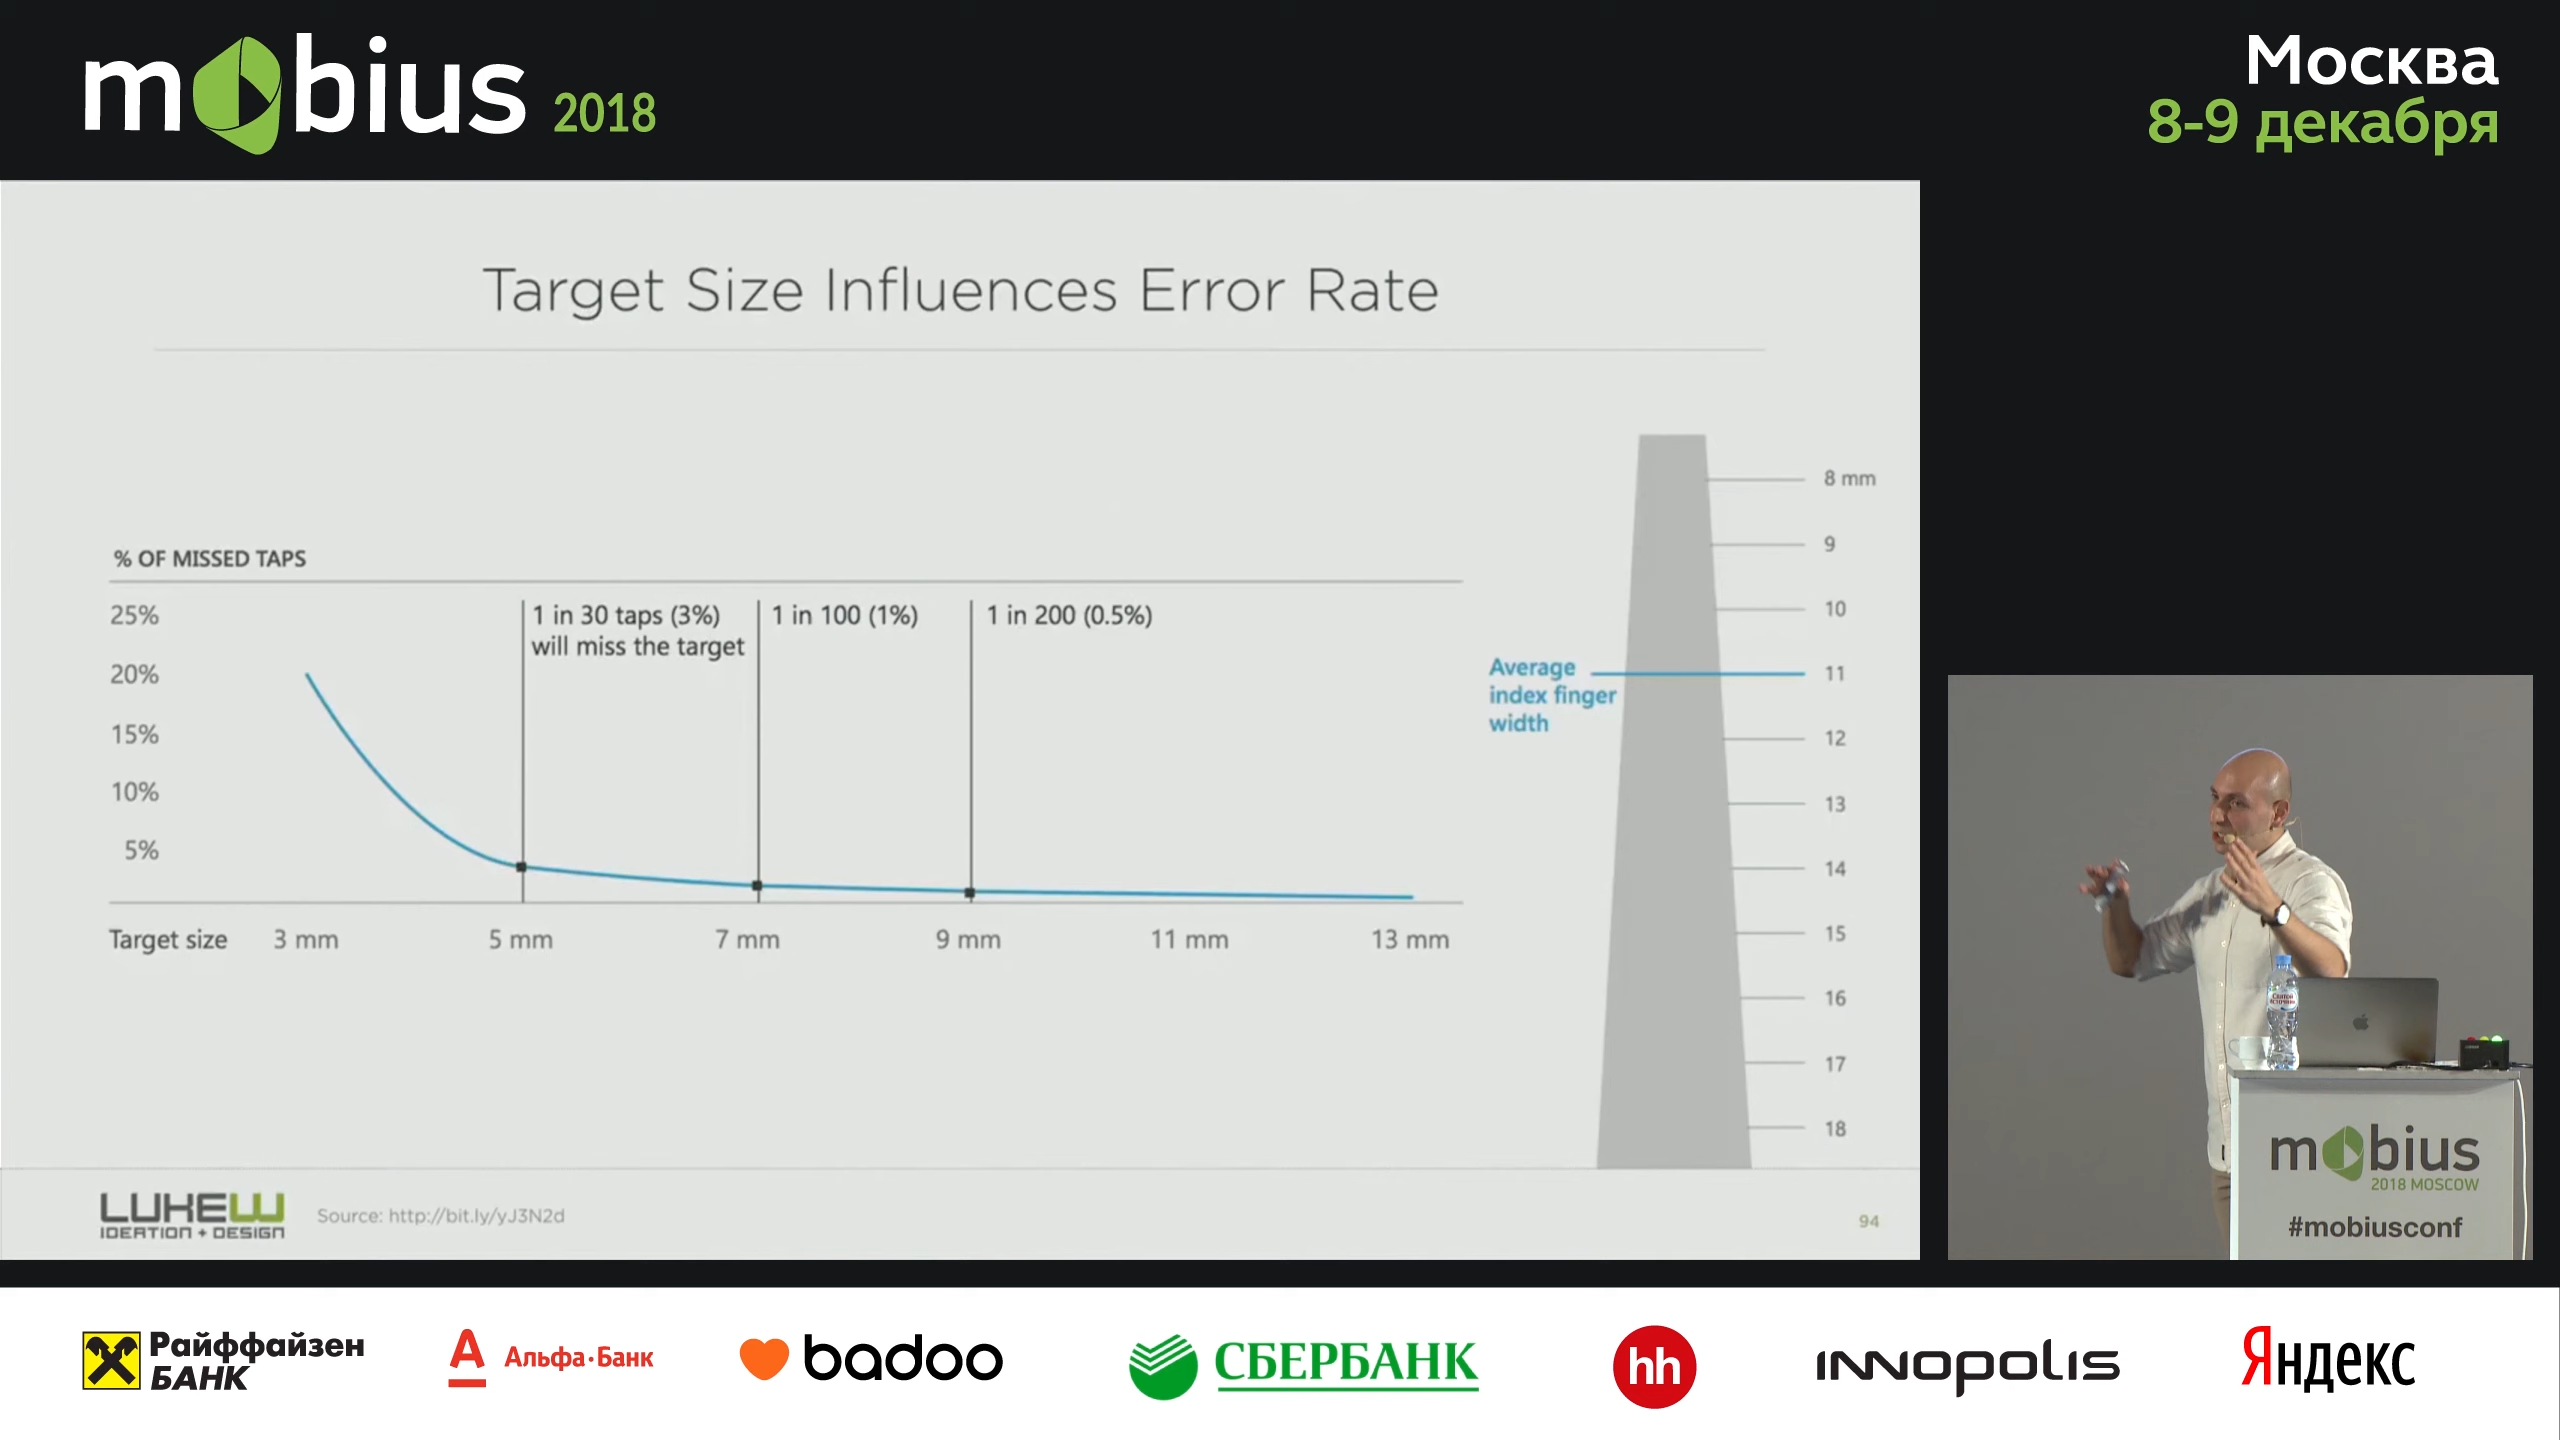 mobius 2018
Москва
8-9 декабря
Target Size Influences Error Rate
% OF MISSED TAPS
25%
20%
15%
10%
5%
1 in 30 taps (3%)
will miss the target
1 in 100 (1%)
1 in 200 (0.5%)
Target size 3 mm 5 mm 7 mm 9 mm 11 mm 13 mm
Average
index finger
width
8 mm
9
10
11
12
13
14
15
16
17
18
LUKEW
IDEATION + DESIGN
Source: http://bit.ly/yJ3N2d
94
mobius
2018 MOSCOW
#mobiusconf
Райффайзен
БАНК
А
Альфа·Банк
badoo
СБЕРБАНК
hh
INNOPOLIS
Яндекс